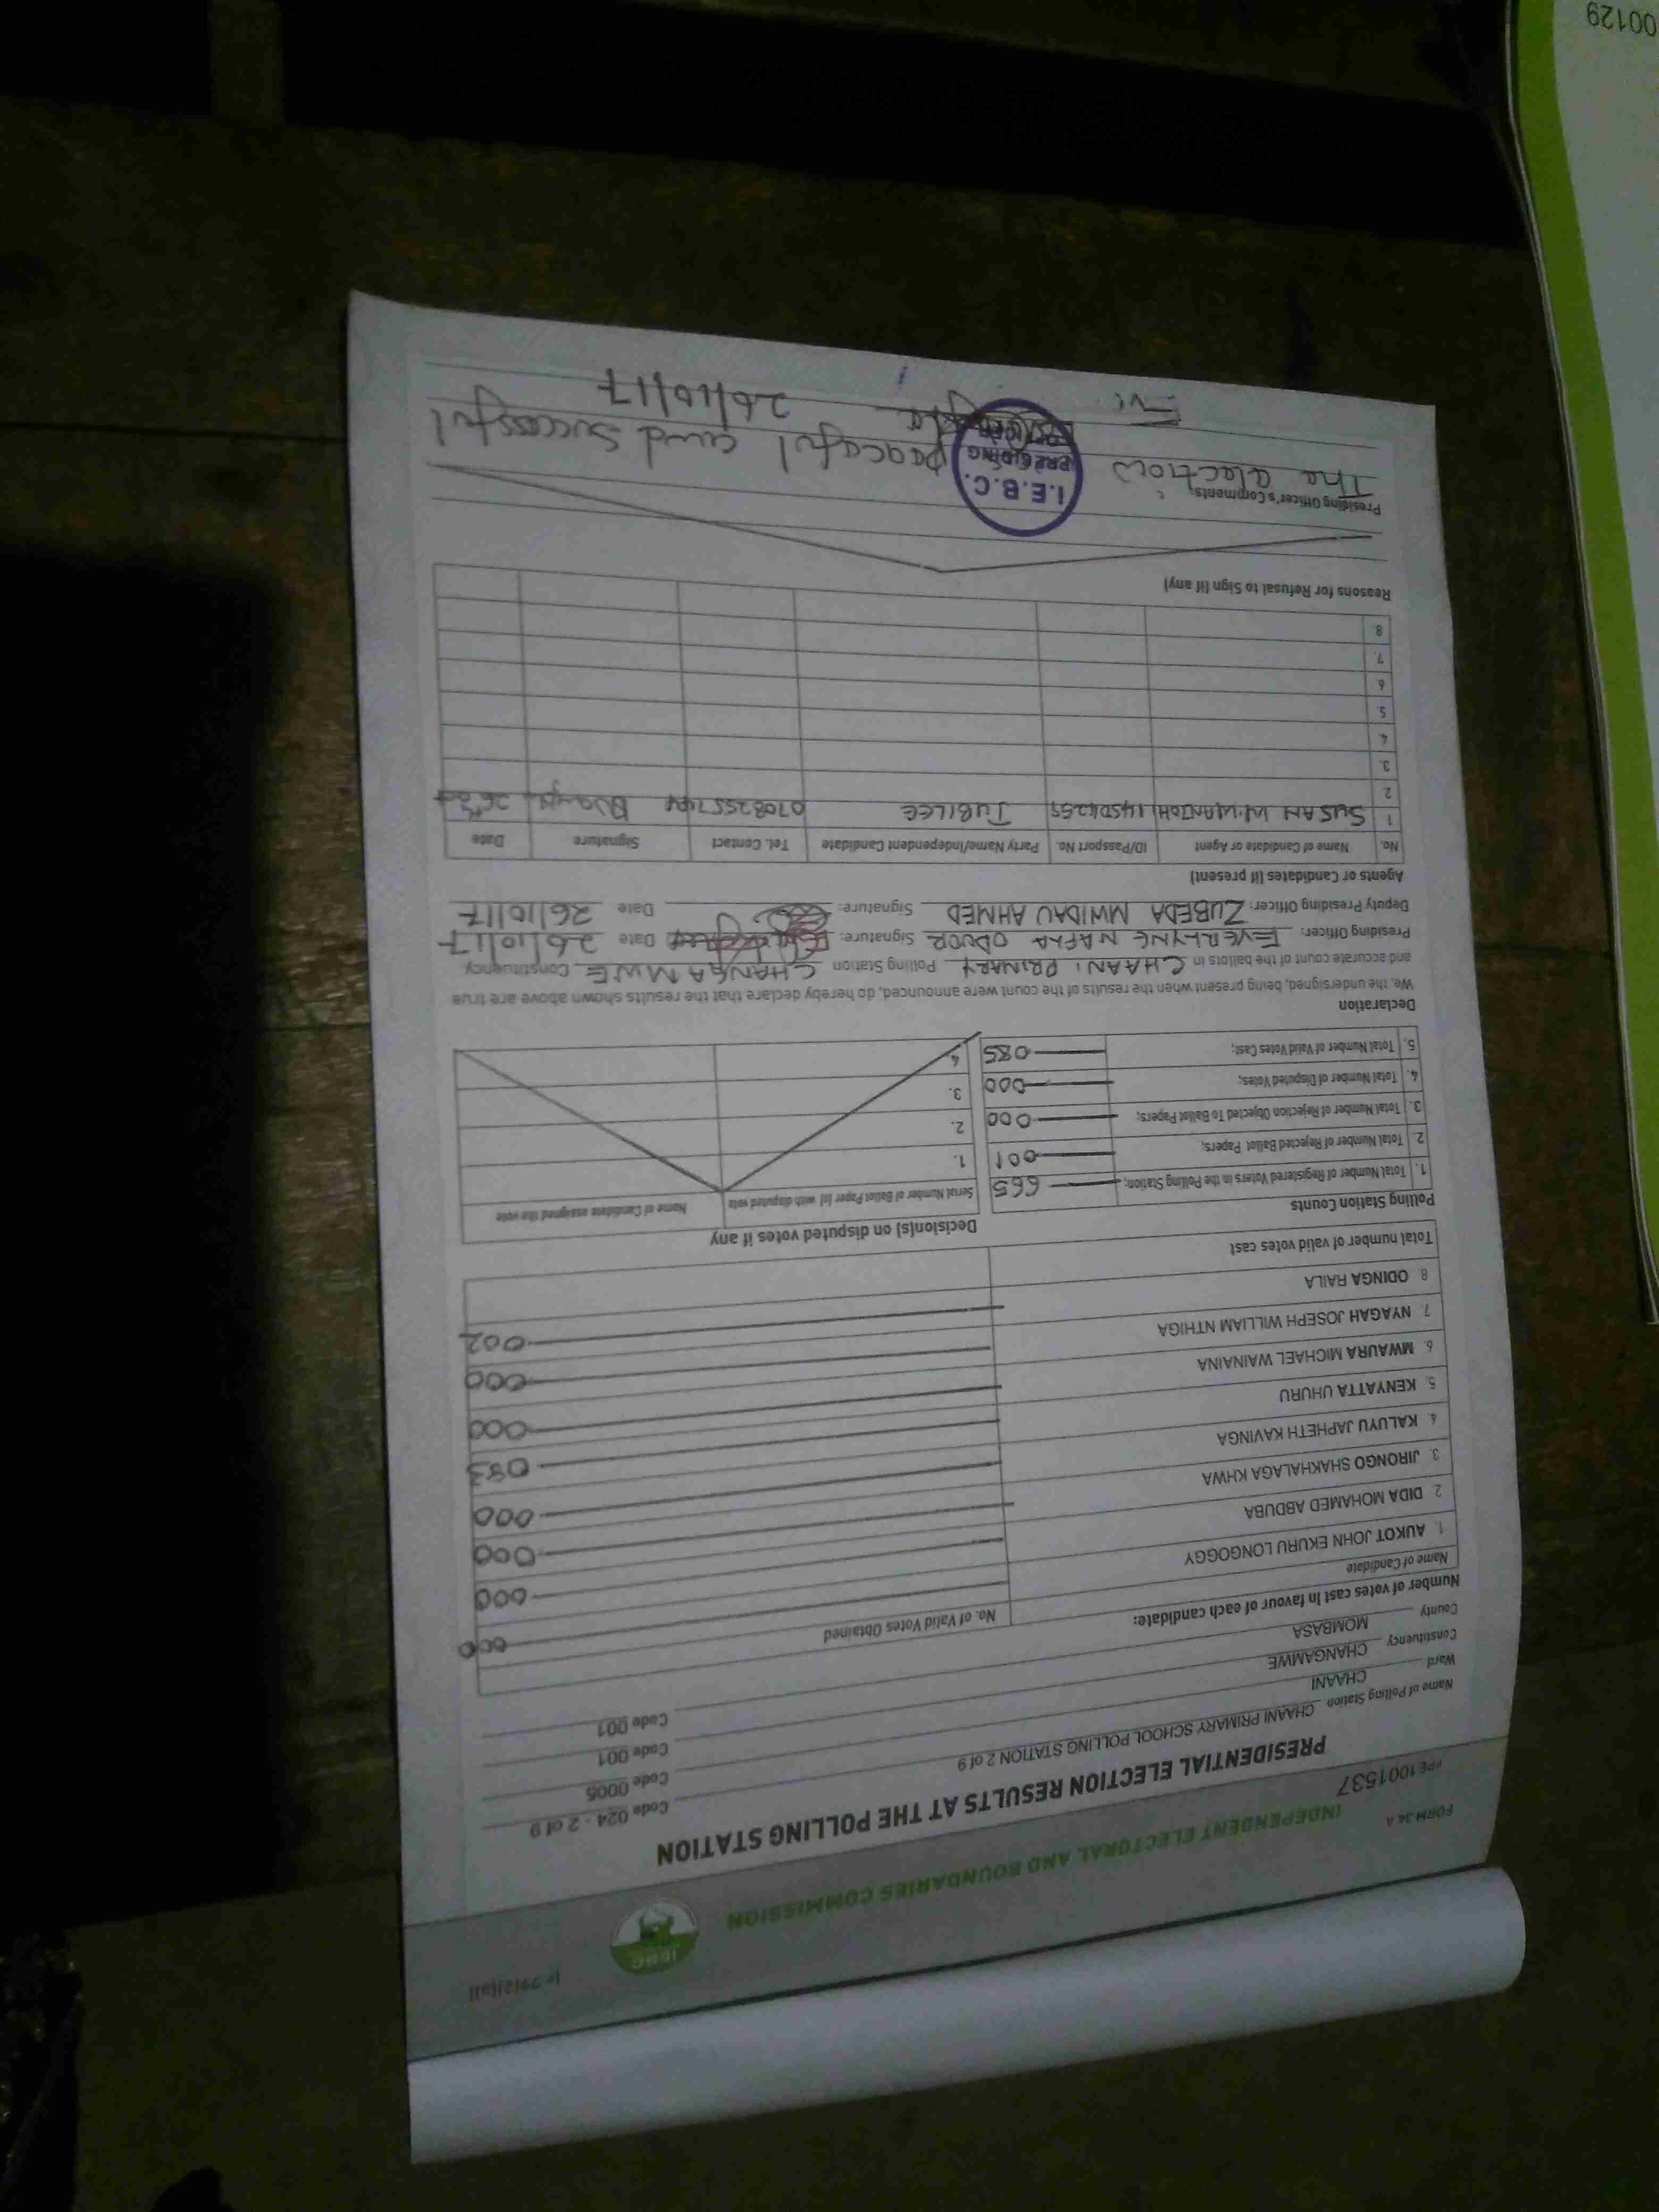 00129
[r 79(2)(a)]
IEBC
INDEPENDENT ELECTORAL AND BOUNDARIES COMMISSION
FORM 34 A
PPE 1001537
PRESIDENTIAL ELECTION RESULTS AT THE POLLING STATION
Name of Polling Station CHAANI PRIMARY SCHOOL POLLING STATION 2 of 9 Code 024 - 2 of 9
Ward CHAANI Code 0005
Constituency CHANGAMWE Code 001
County MOMBASA Code 001
Number of votes cast in favour of each candidate:
Name of Candidate No. of Valid Votes Obtained
1. AUKOT JOHN EKURU LONGOGGY 000
2. DIDA MOHAMED ABDUBA 000
3. JIRONGO SHAKHALAGA KHWA 000
4. KALUYU JAPHETH KAVINGA 000
5. KENYATTA UHURU 083
6. MWAURA MICHAEL WAINAINA 000
7. NYAGAH JOSEPH WILLIAM NTHIGA 000
8. ODINGA RAILA 002
Total number of valid votes cast
Polling Station Counts
1. Total Number of Registered Voters in the Polling Station; 665
2. Total Number of Rejected Ballot Papers; 001
3. Total Number of Rejection Objected To Ballot Papers; 000
4. Total Number of Disputed Votes; 000
5. Total Number of Valid Votes Cast; 085
Decision(s) on disputed votes if any
Serial Number of Ballot Paper (s) with disputed vote Name of Candidate assigned the vote
1.
2.
3.
4
Declaration
We, the undersigned, being present when the results of the count were announced, do hereby declare that the results shown above are true
and accurate count of the ballots in CHAANI PRIMARY Polling Station CHANGAMWE Constituency
Presiding Officer: EVERLYNE NAFKA ODUOR Signature: Date 26/10/17
Deputy Presiding Officer: ZUBEDA MWIDAU AHMED Signature: Date 26/10/17
Agents or Candidates (if present)
No. Name of Candidate or Agent ID/Passport No. Party Name/Independent Candidate Tel. Contact Signature Date
1 SUSAN W. JUBILEE
2
3.
4.
5.
6
7.
8.
Reasons for Refusal to Sign (if any)
Presiding Officer's Comments:
The election peaceful and successful
I.E.B.C.
PRESIDING
26/10/17